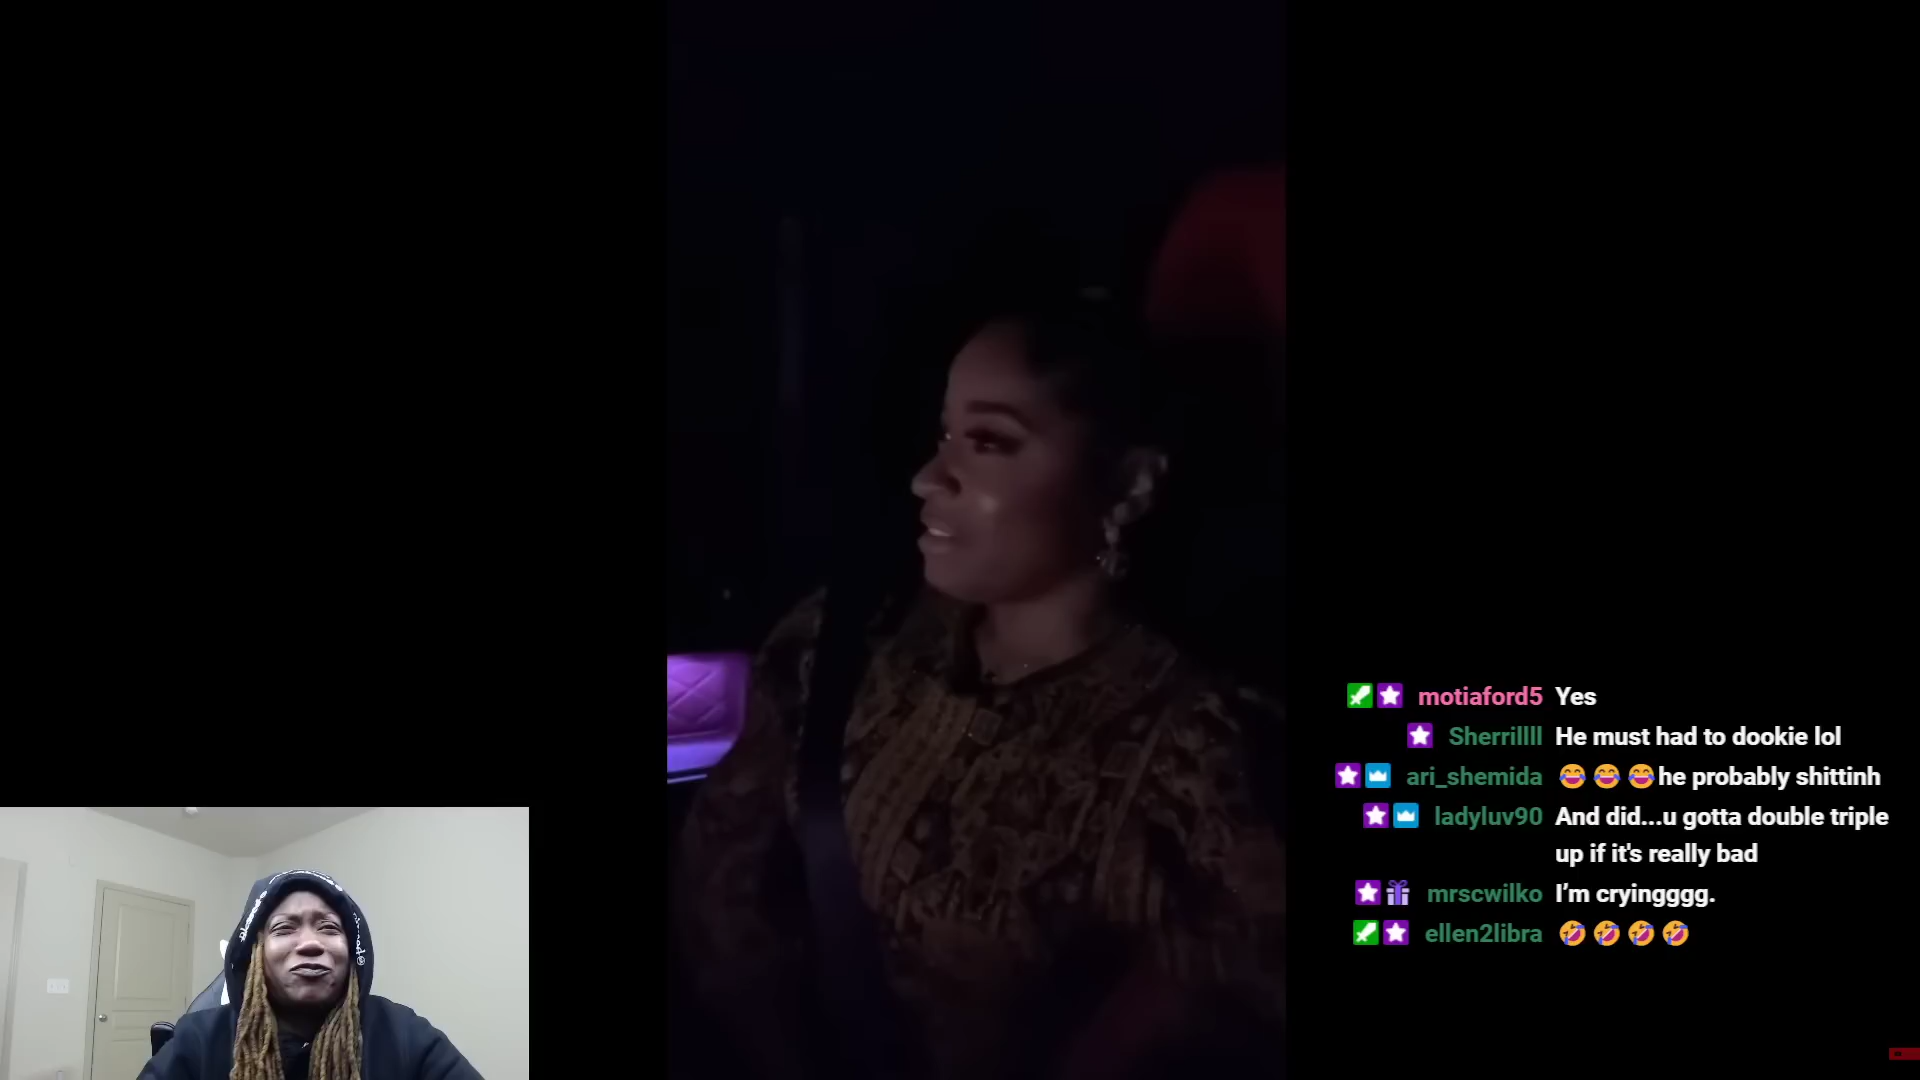 motiaford5 Yes
Sherrillll He must had to dookie lol
ari_shemida 😂 😂 😂 he probably shittinh
ladyluv90 And did...u gotta double triple
up if it's really bad
mrscwilko I'm cryingggg.
ellen2libra 🤣 🤣 🤣 🤣